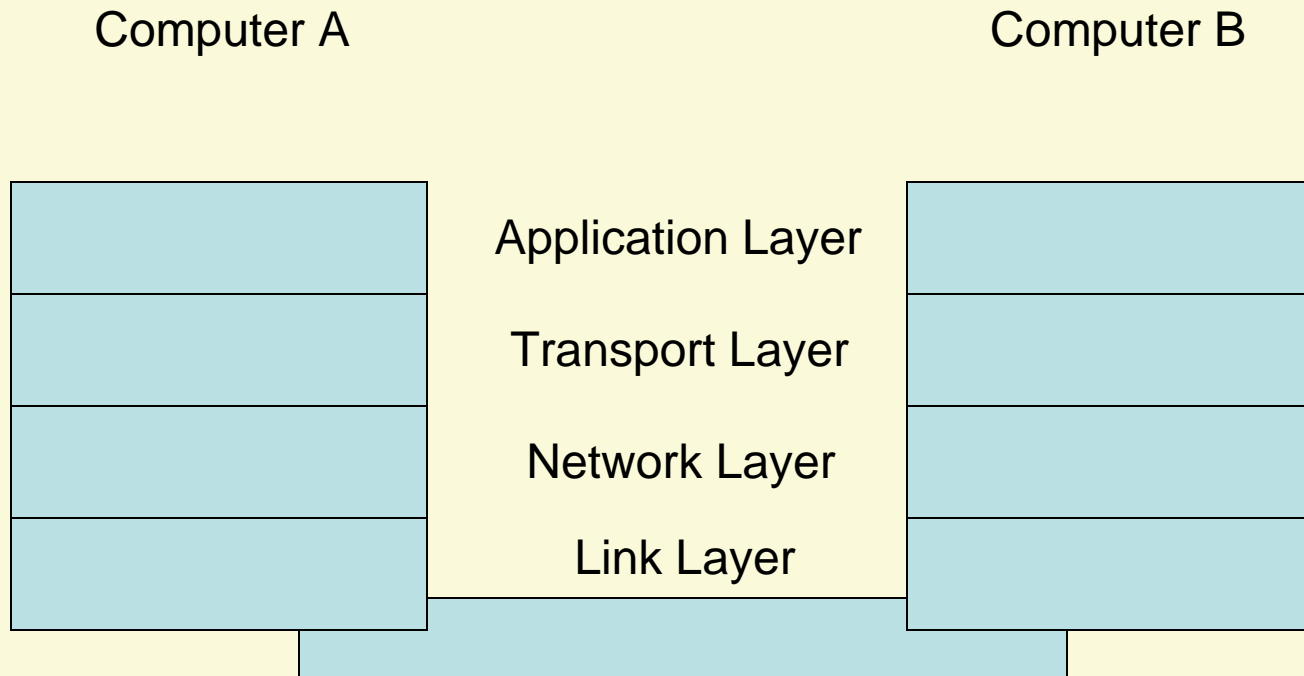 Computer A
Computer B
Application Layer
Transport Layer
Network Layer
Link Layer